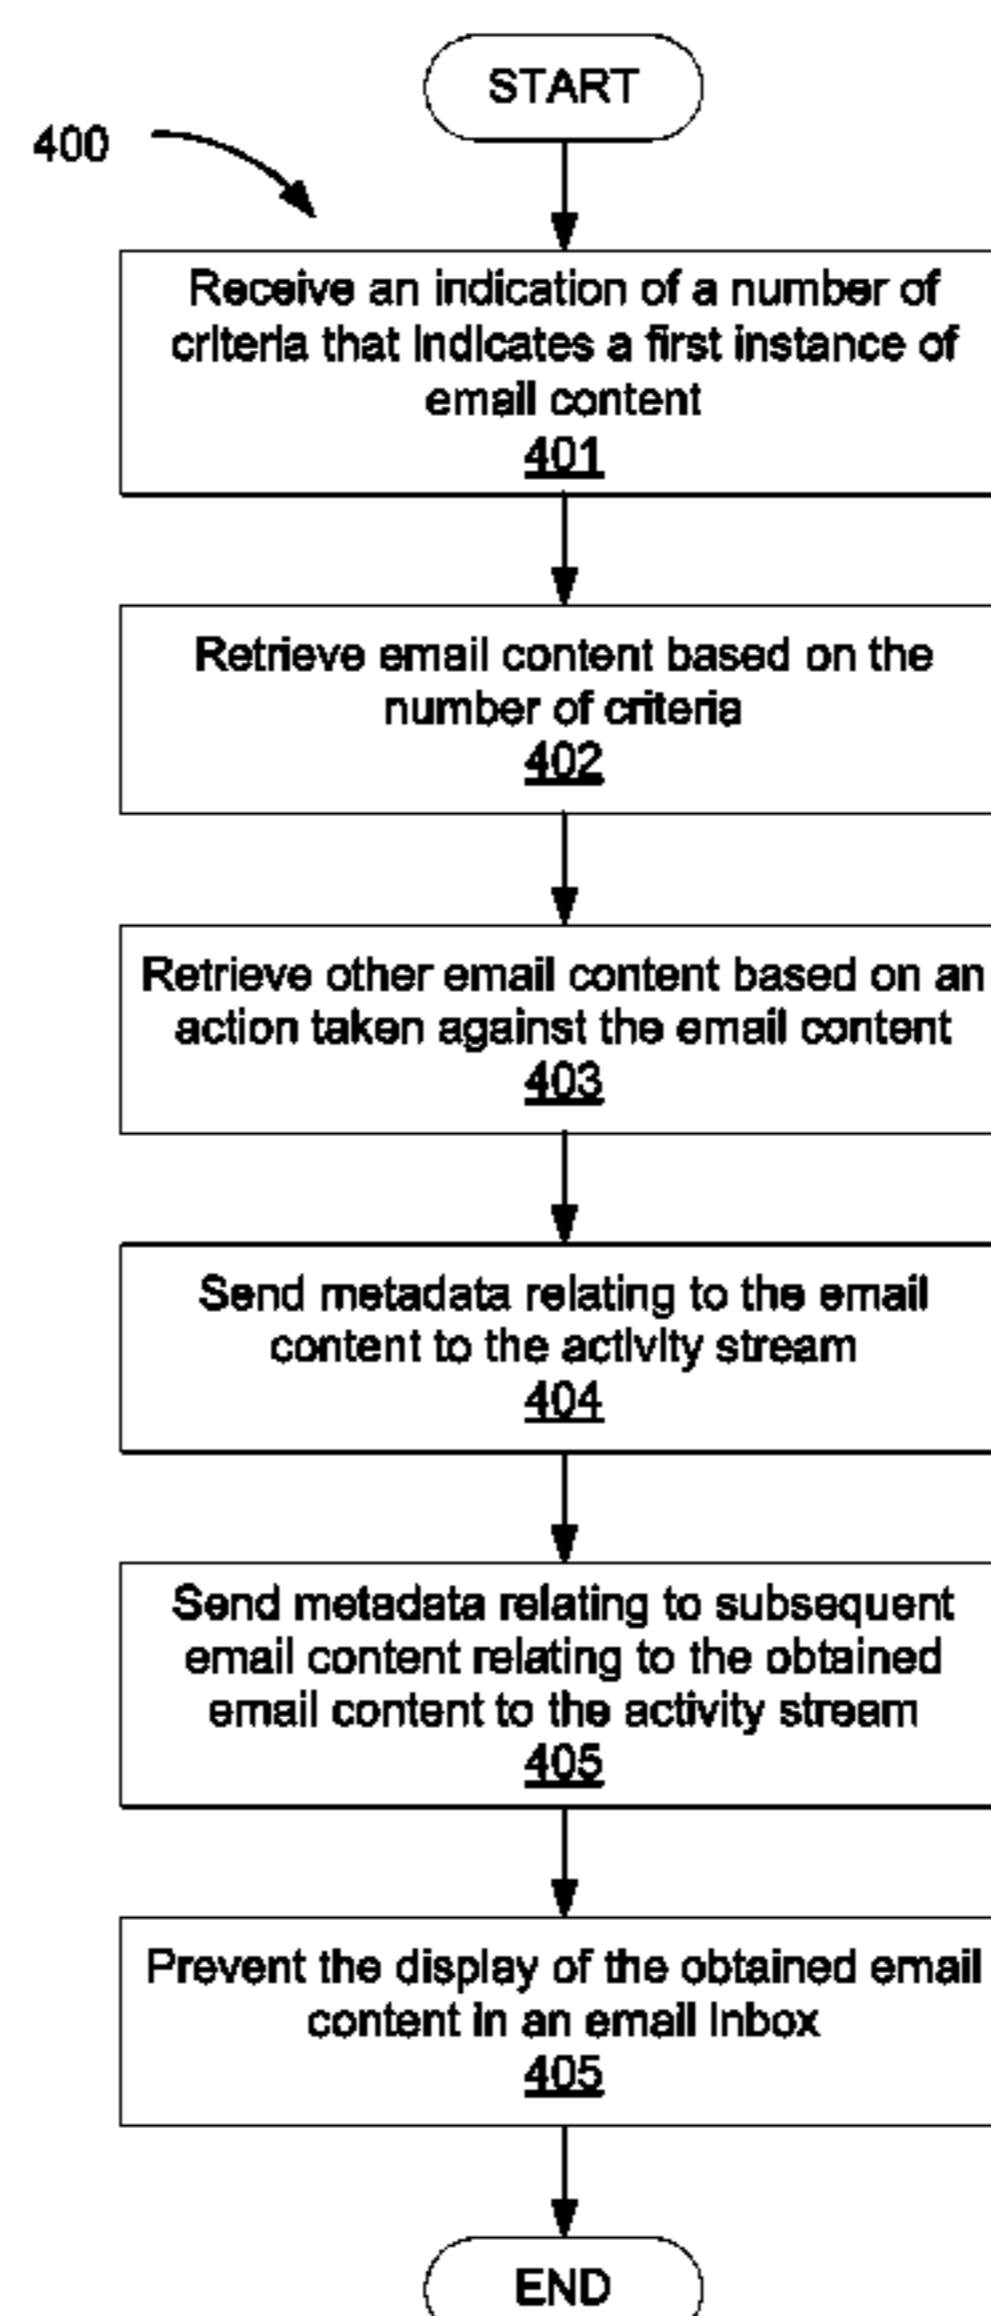 START
400
Receive an indication of a number of
criteria that indicates a first instance of
email content
401
Retrieve email content based on the
number of criteria
402
Retrieve other email content based on an
action taken against the email content
403
Send metadata relating to the email
content to the activity stream
404
Send metadata relating to subsequent
email content relating to the obtained
email content to the activity stream
405
Prevent the display of the obtained email
content in an email Inbox
405
END